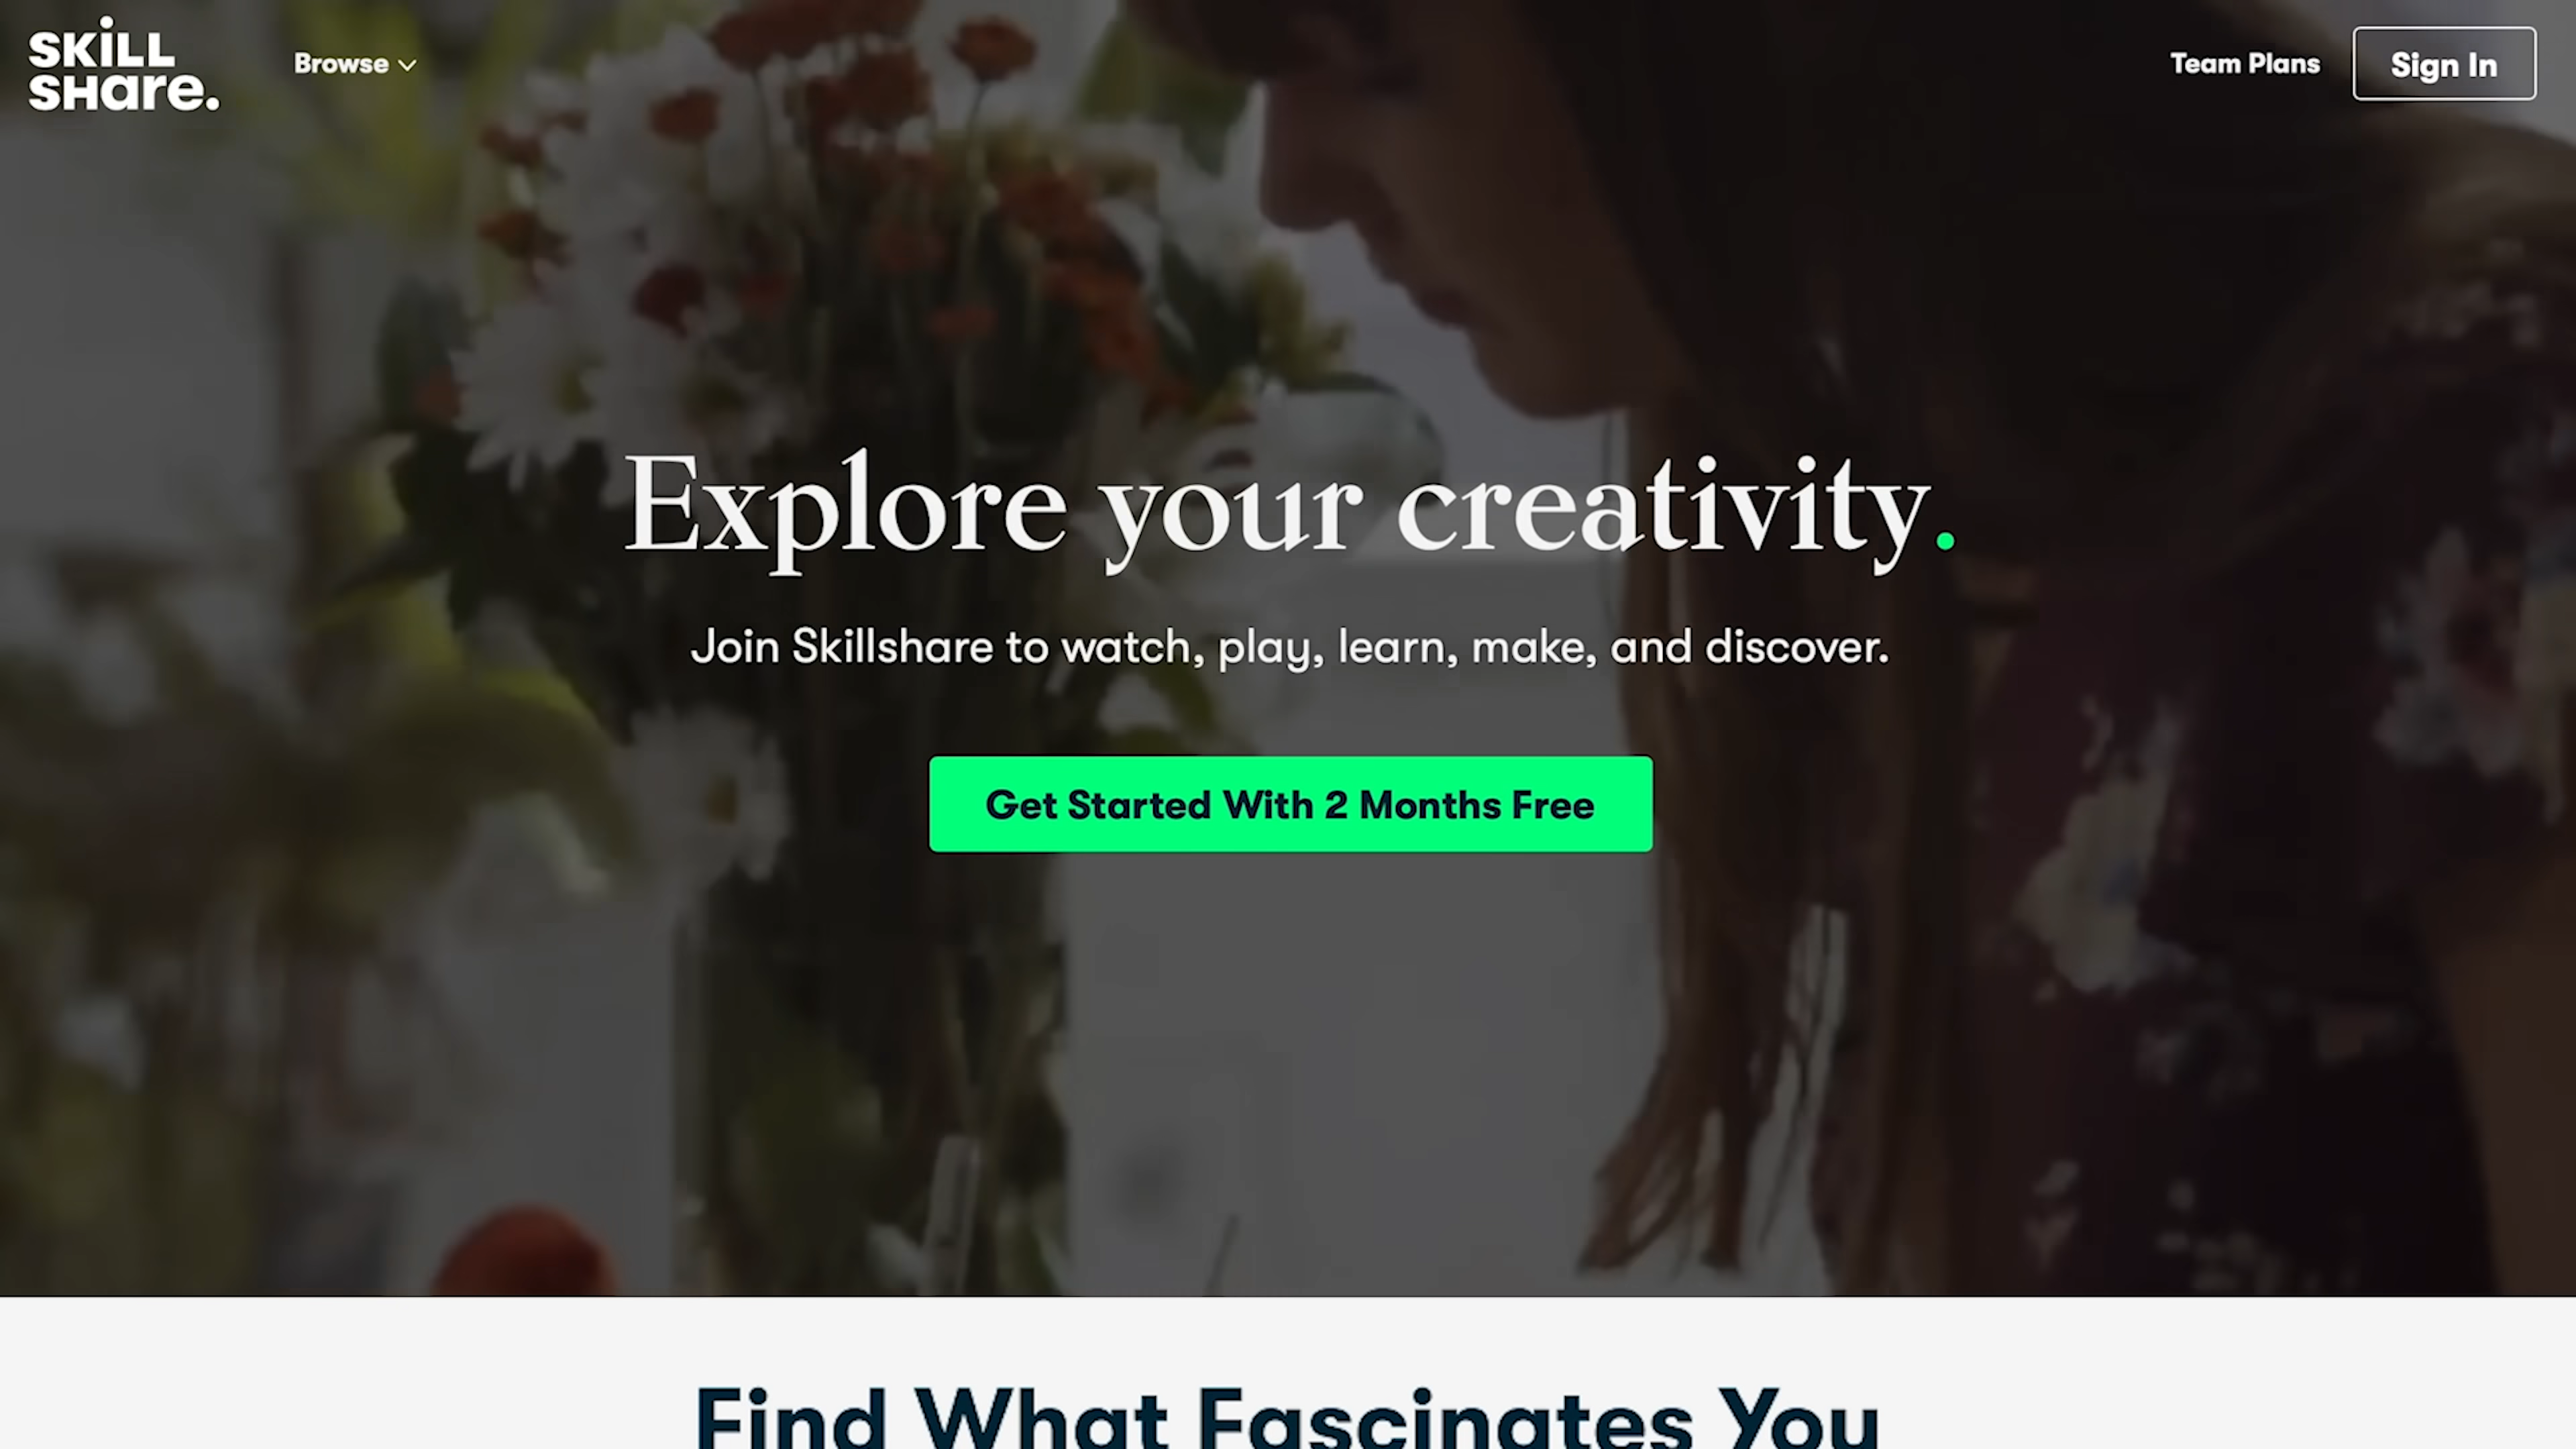 SKiLL
SHare.
Browse
Team Plans
Sign In
Explore your creativity.
Join Skillshare to watch, play, learn, make, and discover.
Get Started With 2 Months Free
Find What Fascinates You